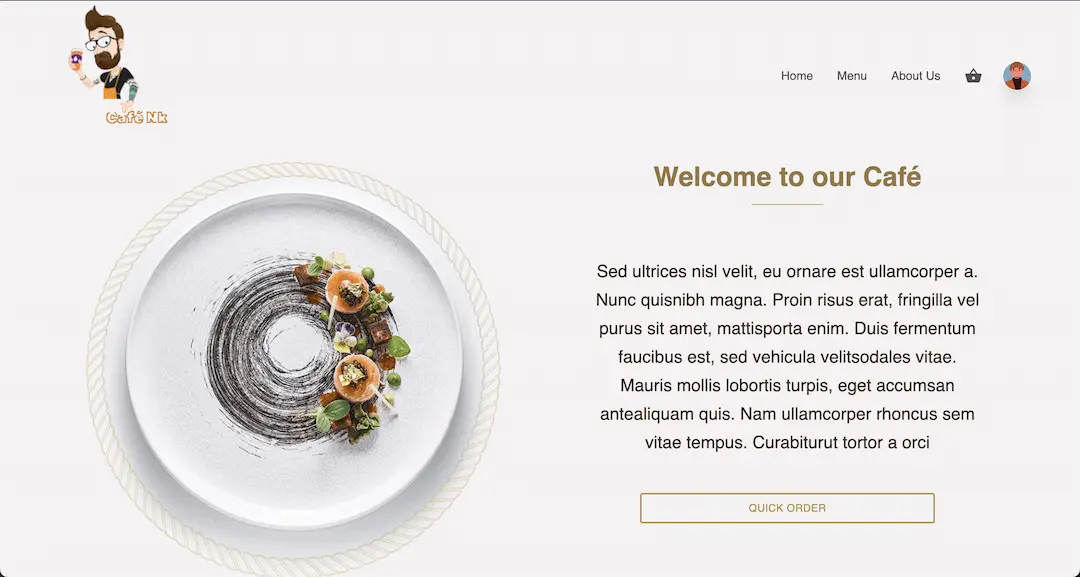 Café Nk
Home Menu About Us
Welcome to our Café
Sed ultrices nisl velit, eu ornare est ullamcorper a.
Nunc quisnibh magna. Proin risus erat, fringilla vel
purus sit amet, mattisporta enim. Duis fermentum
faucibus est, sed vehicula velitsodales vitae.
Mauris mollis lobortis turpis, eget accumsan
antealiquam quis. Nam ullamcorper rhoncus sem
vitae tempus. Curabiturut tortor a orci
QUICK ORDER